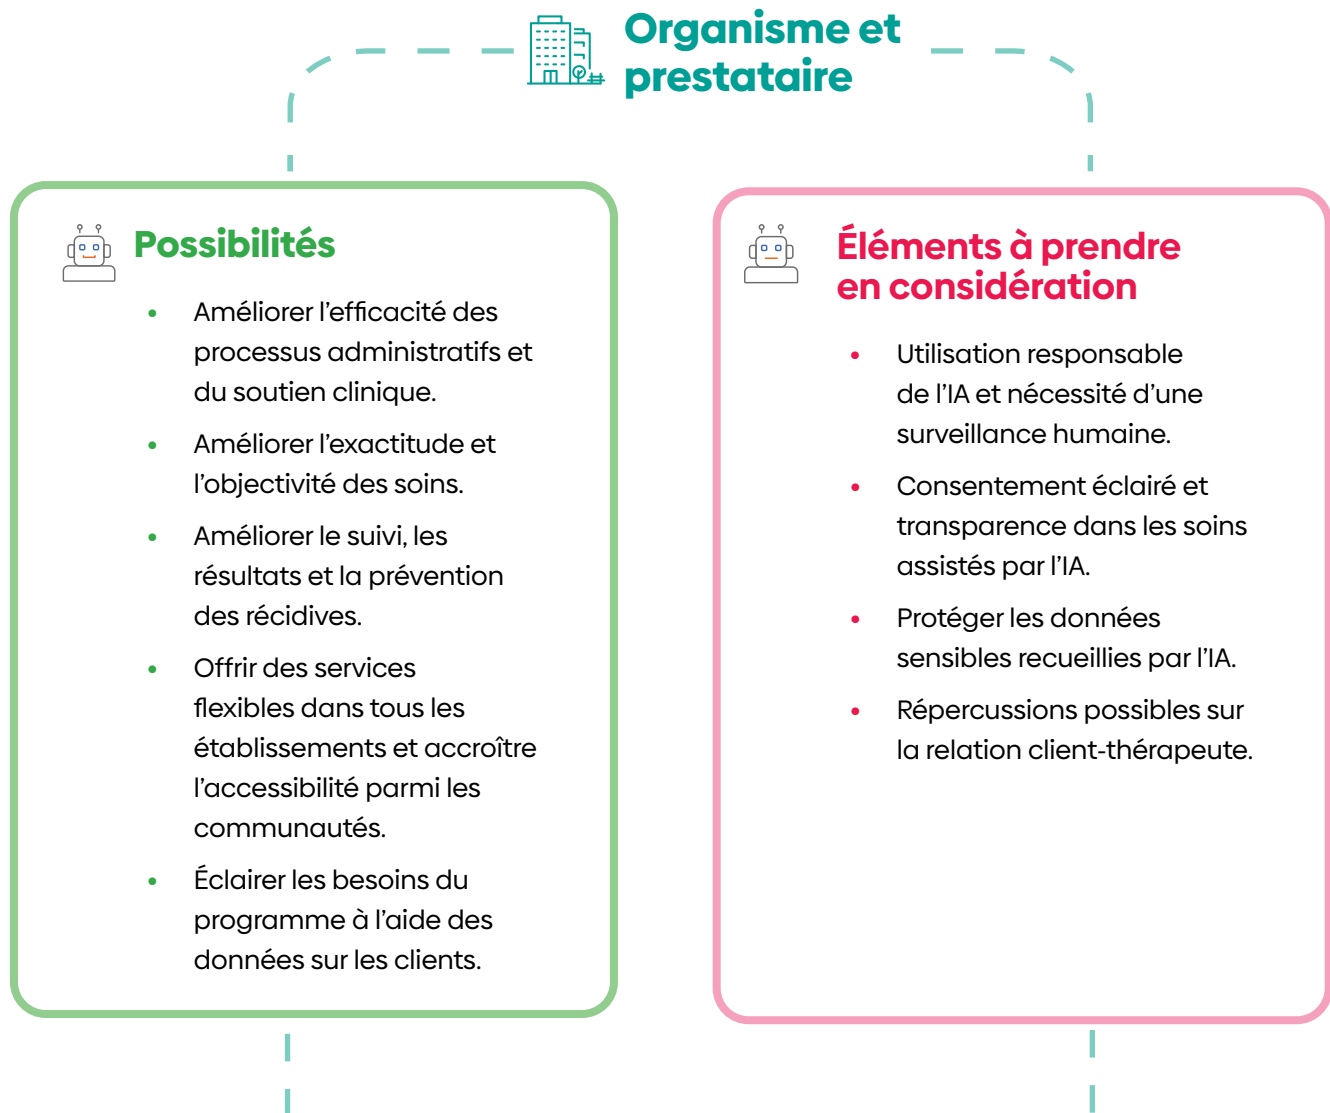 Organisme et
prestataire
Possibilités
• Améliorer l’efficacité des
processus administratifs et
du soutien clinique.
• Améliorer l’exactitude et
l’objectivité des soins.
• Améliorer le suivi, les
résultats et la prévention
des récidives.
• Offrir des services
flexibles dans tous les
établissements et accroître
l’accessibilité parmi les
communautés.
• Éclairer les besoins du
programme à l’aide des
données sur les clients.
Éléments à prendre
en considération
• Utilisation responsable
de l’IA et nécessité d’une
surveillance humaine.
• Consentement éclairé et
transparence dans les soins
assistés par l’IA.
• Protéger les données
sensibles recueillies par l’IA.
• Répercussions possibles sur
la relation client-thérapeute.